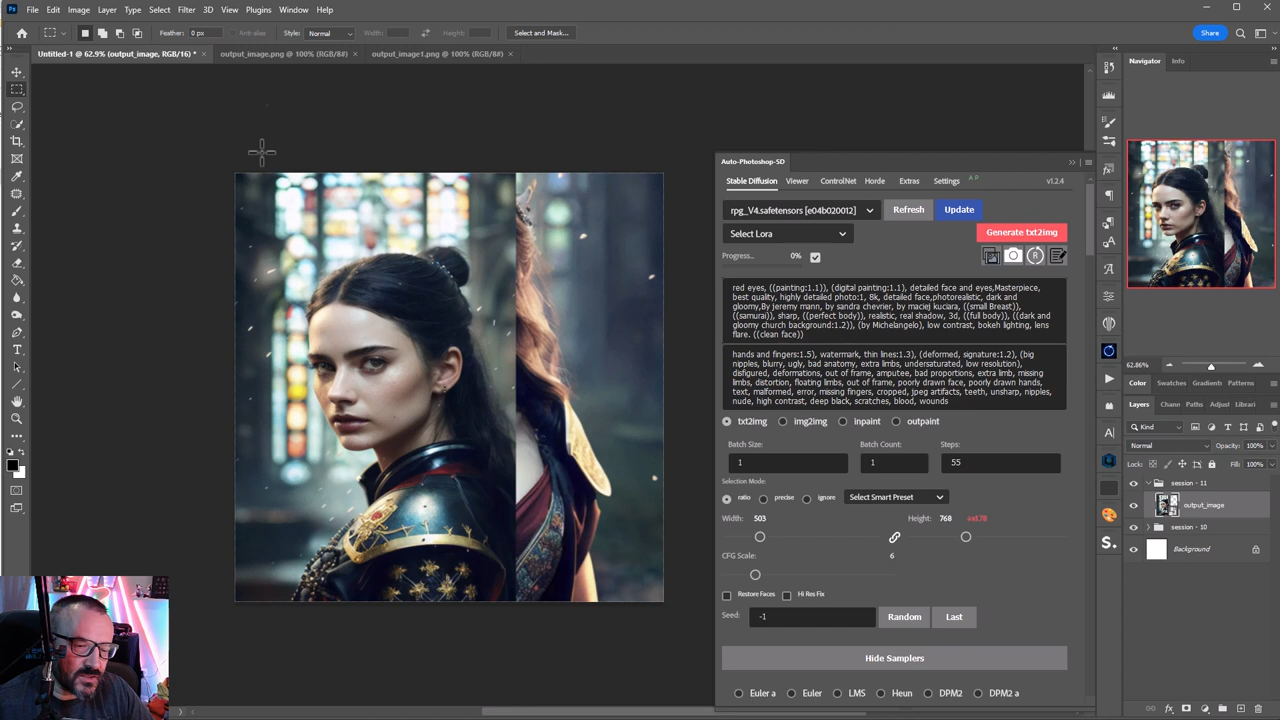 Ps File Edit Image Layer Type Select Filter 3D View Plugins Window Help
Feather: 0 px Anti-alias Style: Normal Width: Height: Select and Mask... Share
Untitled-1 @ 62.9% (output_image, RGB/16) * × output_image.png @ 100% (RGB/8#) × output_image1.png @ 100% (RGB/8#) ×
Navigator Info
Auto-Photoshop-SD
Stable Diffusion Viewer ControlNet Horde Extras Settings A P v1.2.4
rpg_V4.safetensors [e04b020012] Refresh Update
Select Lora Generate txt2img
Progress... 0%
red eyes, ((painting:1.1)), (digital painting:1.1), detailed face and eyes,Masterpiece,
best quality, highly detailed photo:1, 8k, detailed face,photorealistic, dark and
gloomy,By jeremy mann, by sandra chevrier, by maciej kuciara, ((small Breast)),
((samurai)), sharp, ((perfect body)), realistic, real shadow, 3d, ((full body)), ((dark and
gloomy church background:1.2)), (by Michelangelo), low contrast, bokeh lighting, lens
flare. ((clean face))
hands and fingers:1.5), watermark, thin lines:1.3), (deformed, signature:1.2), (big
nipples, blurry, ugly, bad anatomy, extra limbs, undersaturated, low resolution),
disfigured, deformations, out of frame, amputee, bad proportions, extra limb, missing
limbs, distortion, floating limbs, out of frame, poorly drawn face, poorly drawn hands,
text, malformed, error, missing fingers, cropped, jpeg artifacts, teeth, unsharp, nipples,
nude, high contrast, deep black, scratches, blood, wounds
txt2img img2img inpaint outpaint
Batch Size: Batch Count: Steps:
1 1 55
Selection Mode:
ratio precise ignore Select Smart Preset
Width: 503 Height: 768
CFG Scale: 6
Restore Faces Hi Res Fix
Seed: -1 Random Last
Hide Samplers
Euler a Euler LMS Heun DPM2 DPM2 a
62.86%
Color Swatches Gradients Patterns
Layers Chann Paths Adjust Librari
Kind
Normal Opacity: 100%
Lock: Fill: 100%
session - 11
output_image
session - 10
Background